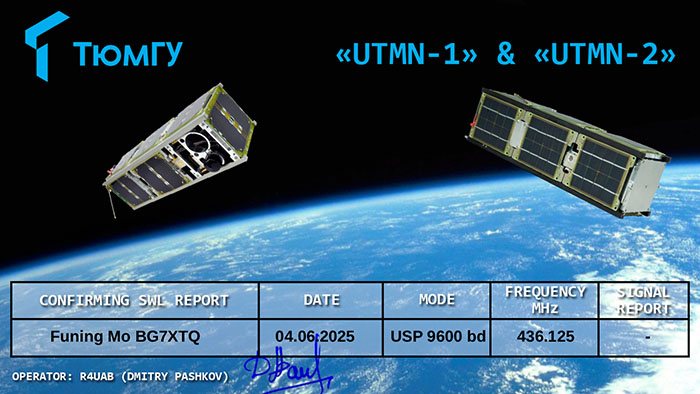 ТюмГУ
«UTMN-1» & «UTMN-2»
CONFIRMING SWL REPORT
DATE
MODE
FREQUENCY
MHz
SIGNAL
REPORT
Funing Mo BG7XTQ
04.06.2025
USP 9600 bd
436.125
-
OPERATOR: R4UAB (DMITRY PASHKOV)